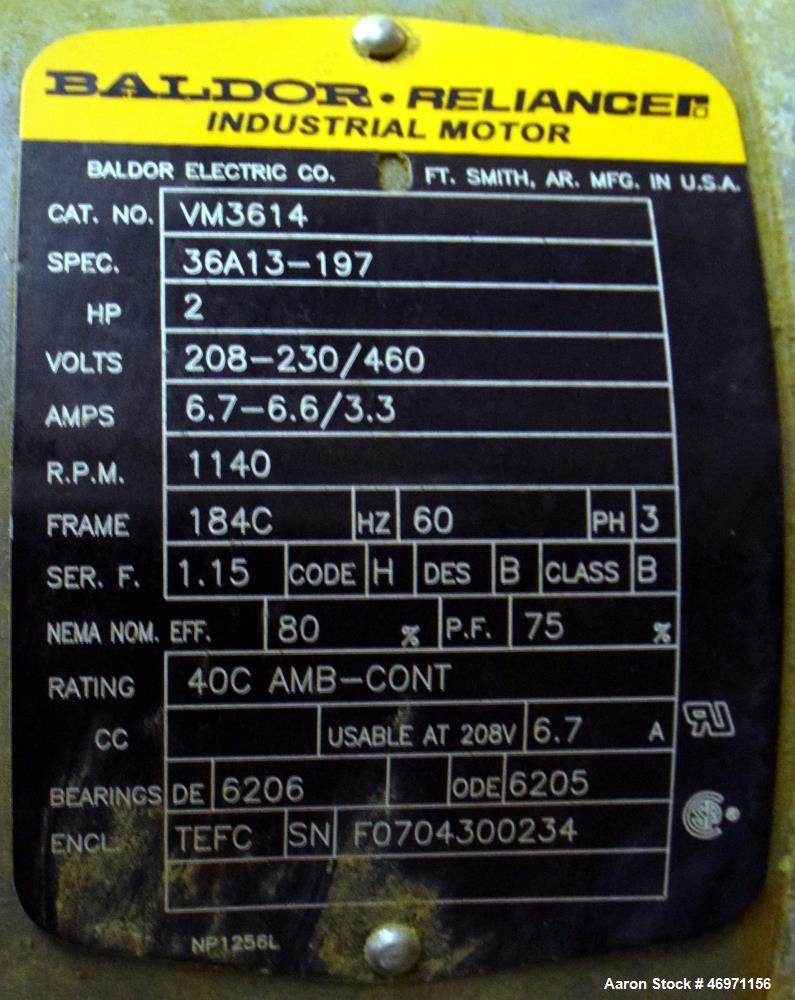 BALDOR • RELIANCE
INDUSTRIAL MOTOR
BALDOR ELECTRIC CO. FT. SMITH, AR. MFG. IN U.S.A.
CAT. NO. VM3614
SPEC. 36A13-197
HP 2
VOLTS 208-230/460
AMPS 6.7-6.6/3.3
R.P.M. 1140
FRAME 184C HZ 60 PH 3
SER. F. 1.15 CODE H DES B CLASS B
NEMA NOM. EFF. 80 % P.F. 75 %
RATING 40C AMB-CONT
CC USABLE AT 208V 6.7 A
BEARINGS DE 6206 ODE 6205
ENCL. TEFC SN F0704300234
NP1256L
Aaron Stock # 46971156